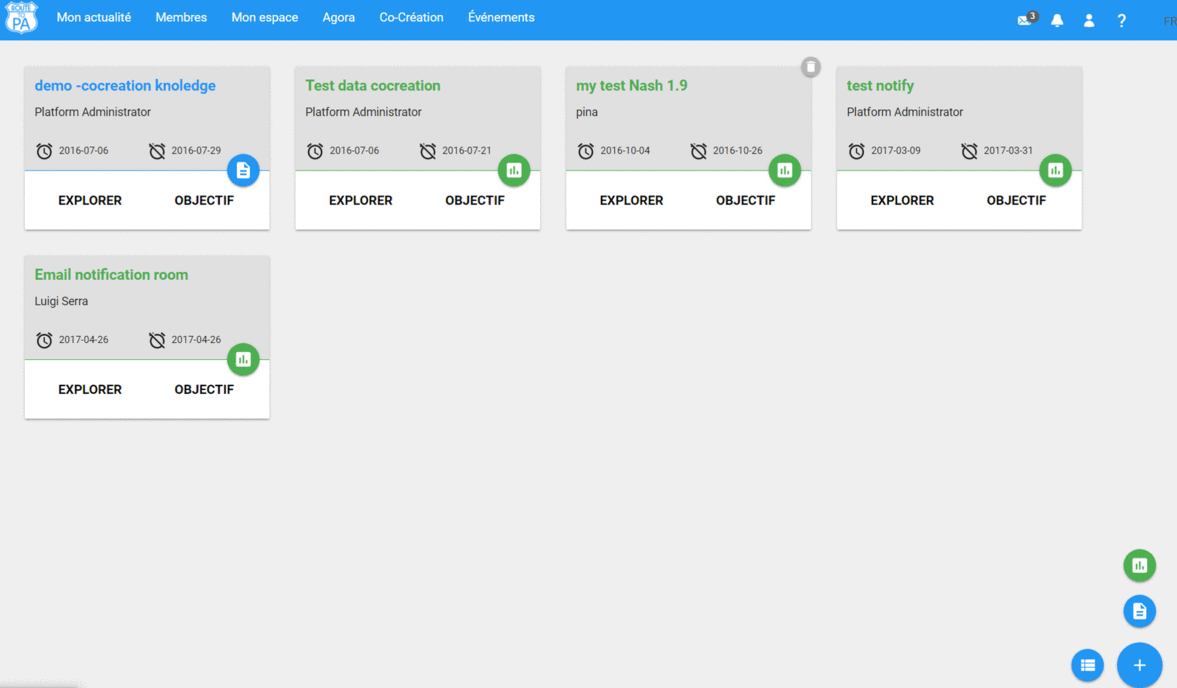 ROUTE
TO
PA
Mon actualité Membres Mon espace Agora Co-Création Événements 3 ? FR
demo -cocreation knoledge
Platform Administrator
2016-07-06 2016-07-29
EXPLORER OBJECTIF
Test data cocreation
Platform Administrator
2016-07-06 2016-07-21
EXPLORER OBJECTIF
my test Nash 1.9
pina
2016-10-04 2016-10-26
EXPLORER OBJECTIF
test notify
Platform Administrator
2017-03-09 2017-03-31
EXPLORER OBJECTIF
Email notification room
Luigi Serra
2017-04-26 2017-04-26
EXPLORER OBJECTIF